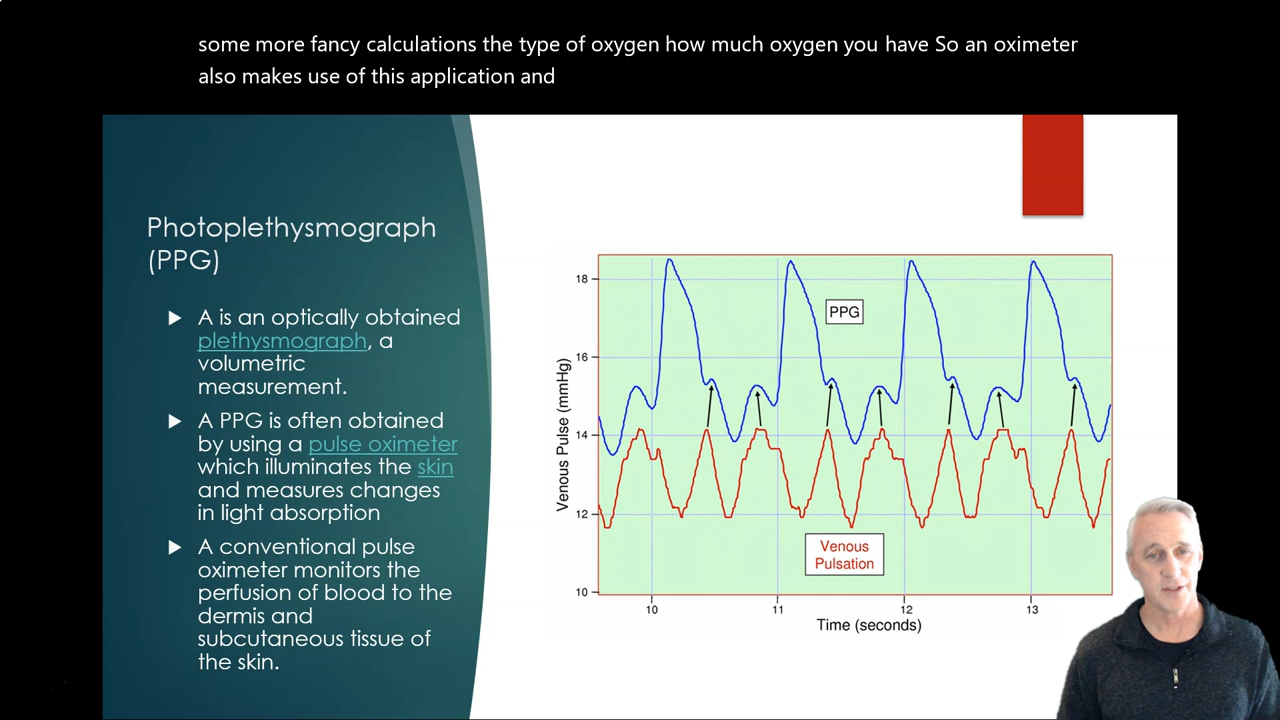 some more fancy calculations the type of oxygen how much oxygen you have So an oximeter
also makes use of this application and
Photoplethysmograph
(PPG)
A is an optically obtained
plethysmograph, a
volumetric
measurement.
A PPG is often obtained
by using a pulse oximeter
which illuminates the skin
and measures changes
in light absorption
A conventional pulse
oximeter monitors the
perfusion of blood to the
dermis and
subcutaneous tissue of
the skin.
Venous Pulse (mmHg)
18
16
14
12
10
PPG
Venous
Pulsation
10 11 12 13
Time (seconds)